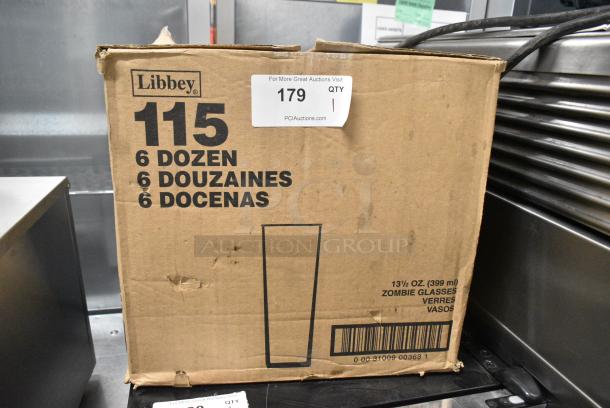 Libbey®
For More Great Auctions Visit
179
QTY
1
PCIAuctions.com
115
6 DOZEN
6 DOUZAINES
6 DOCENAS
PCI
AUCTION GROUP
13½ OZ. (399 ml)
ZOMBIE GLASSES
VERRES
VASOS
0 00 31009 00363 1
QTY